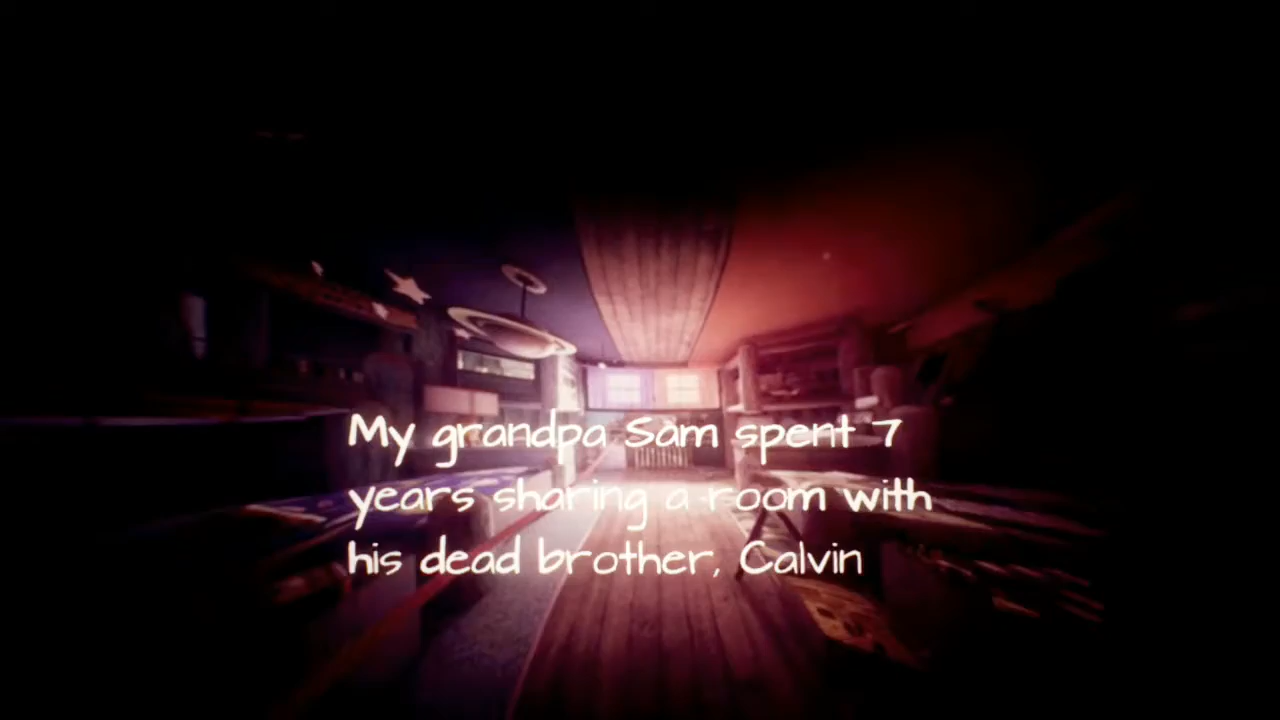 My grandpa Sam spent 7
years sharing a room with
his dead brother, Calvin